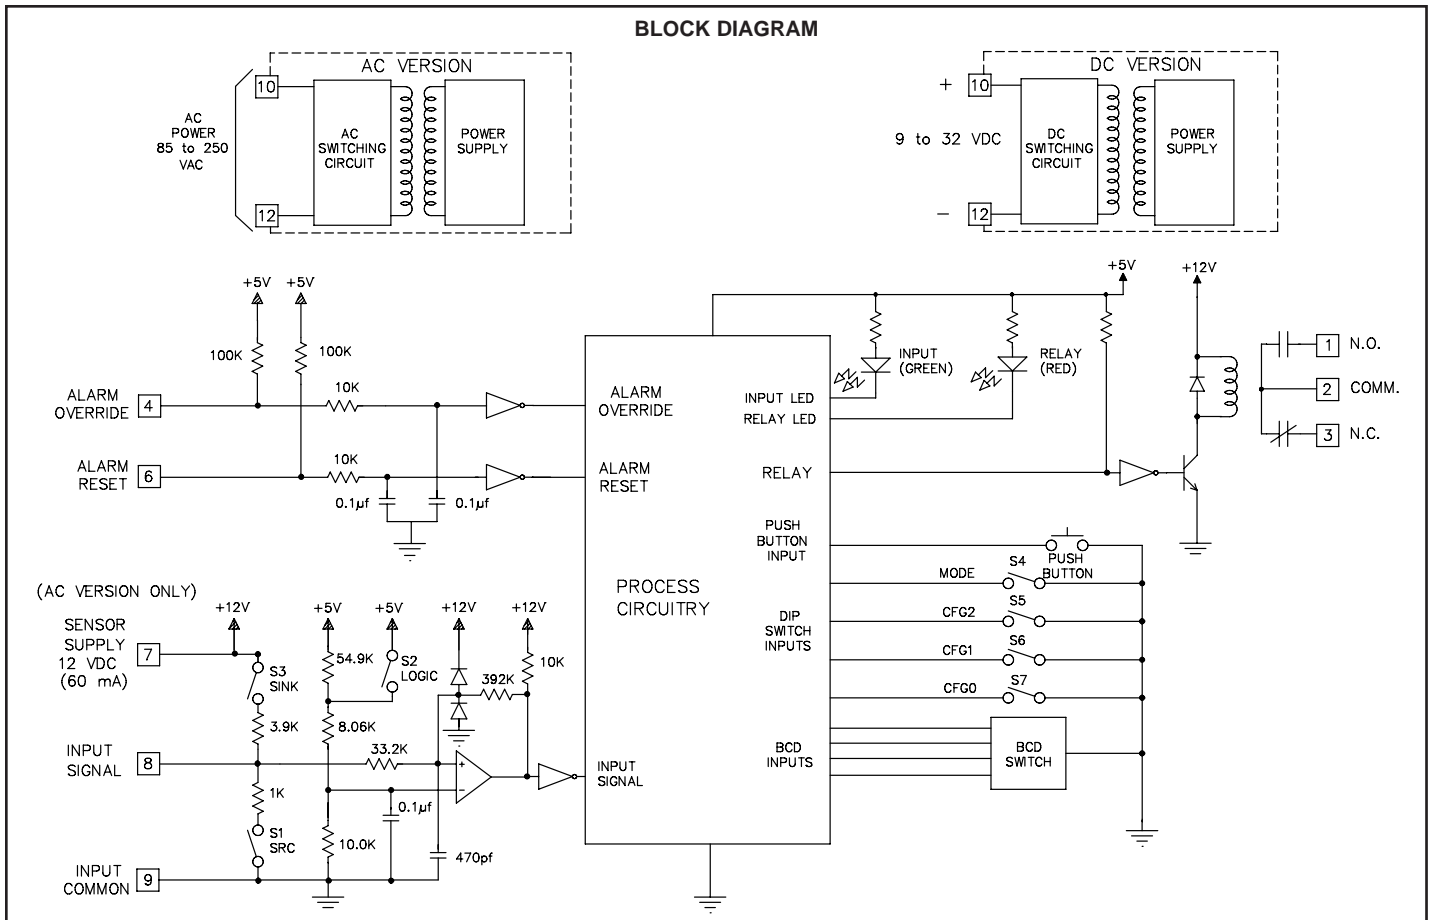 BLOCK DIAGRAM
AC VERSION
10
AC
POWER
85 to 250
VAC
AC
SWITCHING
CIRCUIT
POWER
SUPPLY
12
DC VERSION
+
10
9 to 32 VDC
DC
SWITCHING
CIRCUIT
POWER
SUPPLY
−
12
+5V
+5V
100K
100K
ALARM
OVERRIDE
4
10K
ALARM
RESET
6
10K
0.1µf
0.1µf
ALARM
OVERRIDE
ALARM
RESET
PROCESS
CIRCUITRY
INPUT
SIGNAL
INPUT LED
RELAY LED
RELAY
PUSH
BUTTON
INPUT
DIP
SWITCH
INPUTS
BCD
INPUTS
+5V
+12V
INPUT
(GREEN)
RELAY
(RED)
1
N.O.
2
COMM.
3
N.C.
PUSH
BUTTON
MODE
S4
CFG2
S5
CFG1
S6
CFG0
S7
BCD
SWITCH
(AC VERSION ONLY)
SENSOR
SUPPLY
12 VDC
(60 mA)
7
+12V
S3
SINK
3.9K
+5V
54.9K
+5V
S2
LOGIC
8.06K
+12V
+12V
10K
392K
INPUT
SIGNAL
8
33.2K
+
−
1K
S1
SRC
0.1µf
10.0K
470pf
INPUT
COMMON
9